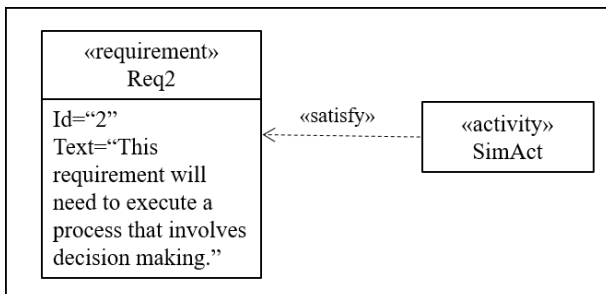 «requirement»
Req2
Id=“2”
Text=“This
requirement will
need to execute a
process that involves
decision making.”
«satisfy»
«activity»
SimAct